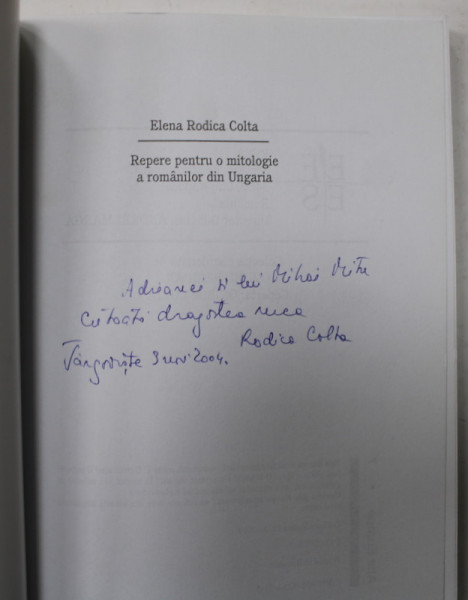 Elena Rodica Colta
Repere pentru o mitologie
a românilor din Ungaria
Adrianei și lui Mihai
Cu toată dragostea mea
Rodica Colta
Târgoviște 3 nov 2004.